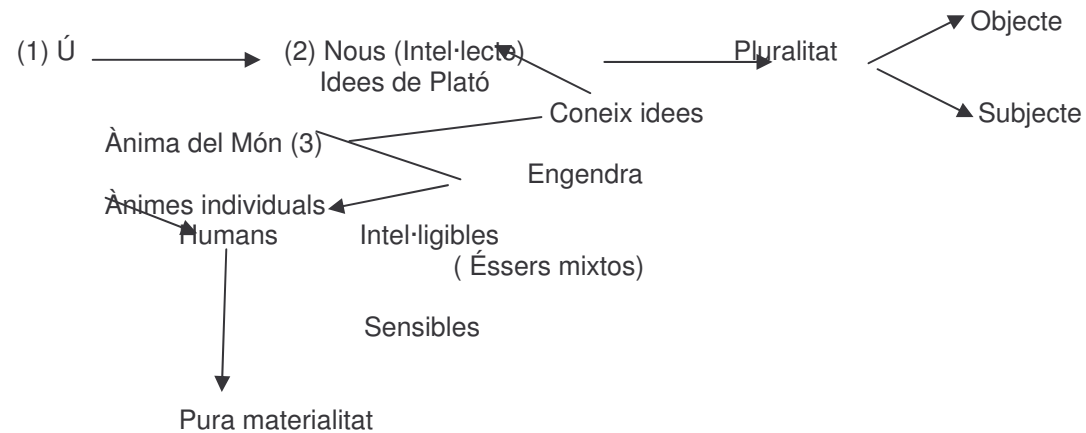 Objecte
(1) Ú (2) Nous (Intel·lecte) Pluralitat
Idees de Plató
Coneix idees Subjecte
Ànima del Món (3)
Engendra
Ànimes individuals
Humans Intel·ligibles
( Éssers mixtos)
Sensibles
Pura materialitat